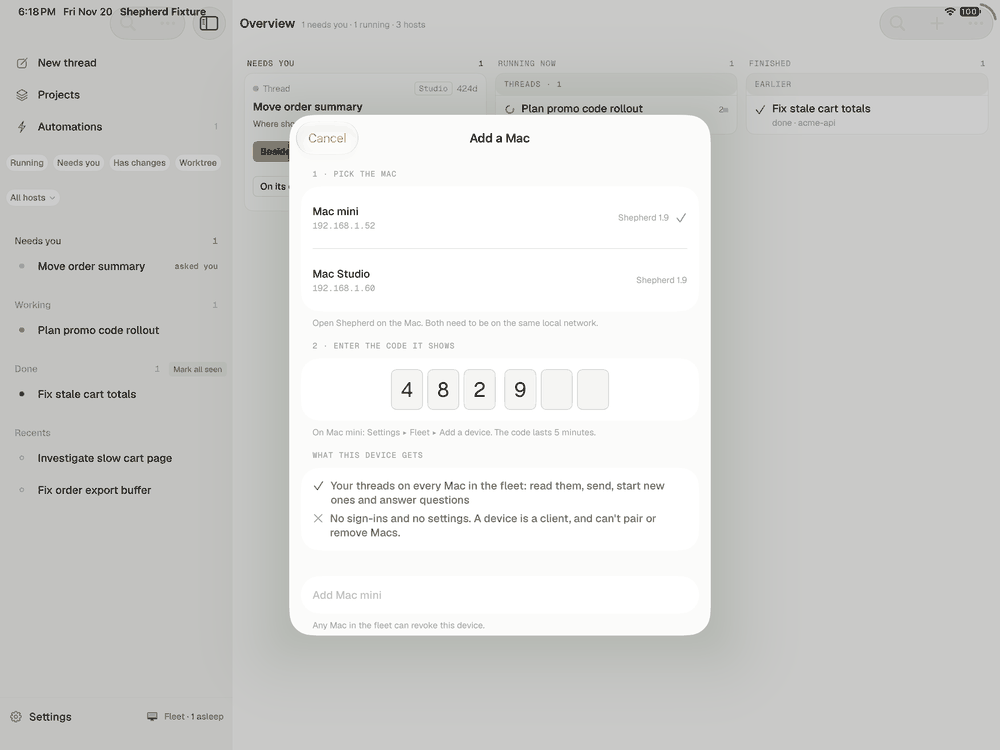 6:18 PM Fri Nov 20 Shepherd Fixture
100
Overview 1 needs you · 1 running · 3 hosts
New thread
Projects
Automations 1
Running Needs you Has changes Worktree
All hosts
Needs you 1
Move order summary asked you
Working 1
Plan promo code rollout
Done 1 Mark all seen
Fix stale cart totals
Recents
Investigate slow cart page
Fix order export buffer
Settings Fleet · 1 asleep
NEEDS YOU 1
Thread Studio 424d
Move order summary
Where
On its
RUNNING NOW 1
THREADS · 1
Plan promo code rollout 2m
FINISHED 1
EARLIER
Fix stale cart totals
done · acme-api
Cancel Add a Mac
1 · PICK THE MAC
Mac mini Shepherd 1.9
192.168.1.52
Mac Studio Shepherd 1.9
192.168.1.60
Open Shepherd on the Mac. Both need to be on the same local network.
2 · ENTER THE CODE IT SHOWS
4 8 2 9
On Mac mini: Settings ▸ Fleet ▸ Add a device. The code lasts 5 minutes.
WHAT THIS DEVICE GETS
Your threads on every Mac in the fleet: read them, send, start new
ones and answer questions
No sign-ins and no settings. A device is a client, and can't pair or
remove Macs.
Add Mac mini
Any Mac in the fleet can revoke this device.